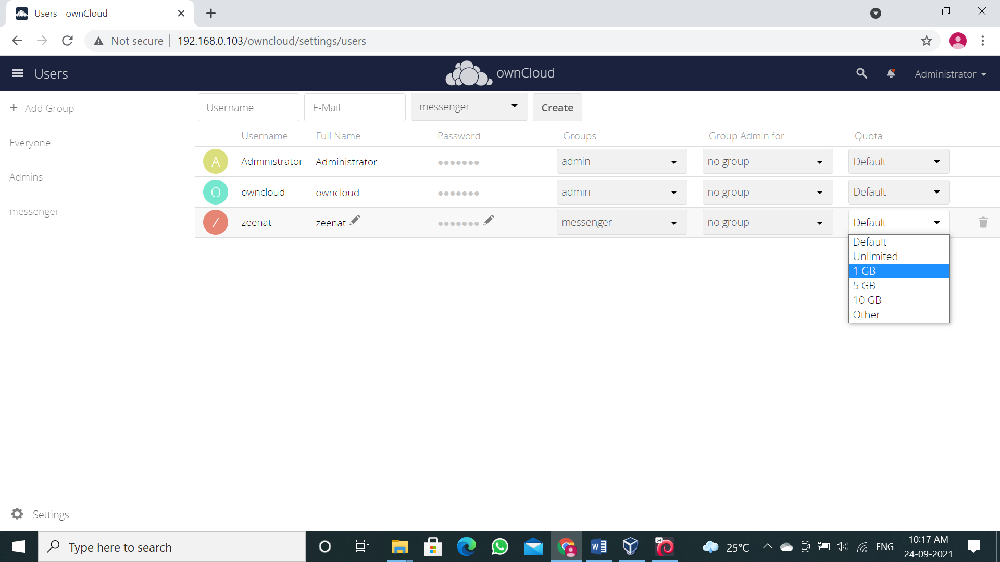 Users - ownCloud
Not secure 192.168.0.103/owncloud/settings/users
Users ownCloud Administrator
Add Group
Everyone
Admins
messenger
Settings
Username E-Mail messenger Create
Username Full Name Password Groups Group Admin for Quota
A Administrator Administrator admin no group Default
O owncloud owncloud admin no group Default
Z zeenat zeenat messenger no group Default
Default
Unlimited
1 GB
5 GB
10 GB
Other ...
Type here to search 64 25°C ENG 10:17 AM
24-09-2021